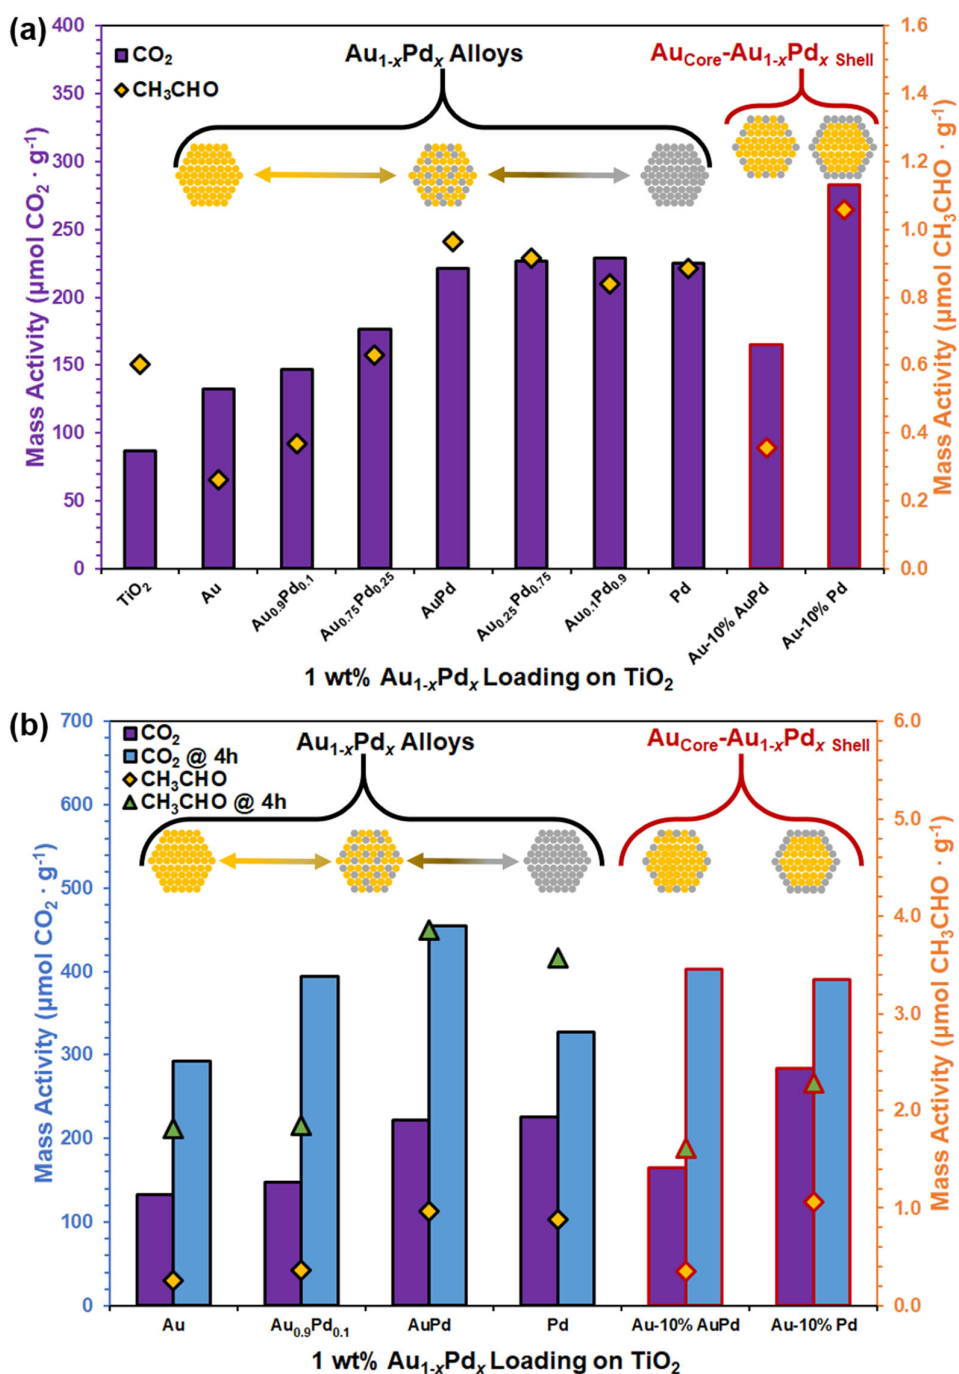 (a)
400
350
300
250
200
150
100
50
0
Mass Activity (µmol CO₂ · g⁻¹)
CO₂
CH₃CHO
Au₁₋ₓPdₓ Alloys
Au_Core-Au₁₋ₓPdₓ Shell
1.6
1.4
1.2
1.0
0.8
0.6
0.4
0.2
0.0
Mass Activity (µmol CH₃CHO · g⁻¹)
TiO₂
Au
Au₀.₉Pd₀.₁
Au₀.₇₅Pd₀.₂₅
AuPd
Au₀.₂₅Pd₀.₇₅
Au₀.₁Pd₀.₉
Pd
Au-10% AuPd
Au-10% Pd
1 wt% Au₁₋ₓPdₓ Loading on TiO₂
(b)
700
600
500
400
300
200
100
0
Mass Activity (µmol CO₂ · g⁻¹)
CO₂
CO₂ @ 4h
CH₃CHO
CH₃CHO @ 4h
Au₁₋ₓPdₓ Alloys
Au_Core-Au₁₋ₓPdₓ Shell
6.0
5.0
4.0
3.0
2.0
1.0
0.0
Mass Activity (µmol CH₃CHO · g⁻¹)
Au
Au₀.₉Pd₀.₁
AuPd
Pd
Au-10% AuPd
Au-10% Pd
1 wt% Au₁₋ₓPdₓ Loading on TiO₂